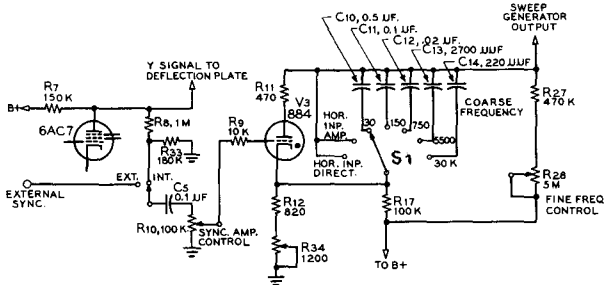 C10, 0.5 µF.
C11, 0.1 µF.
C12, .02 µF.
C13, 2700 µµF
C14, 220 µµF
SWEEP
GENERATOR
OUTPUT
Y SIGNAL TO
DEFLECTION PLATE
R7
150 K
B+
6AC7
R8, 1M
R33
180K
R11
470
V3
884
R9
10 K
30
150
750
6500
30 K
COARSE
FREQUENCY
HOR.
INP.
AMP.
HOR. INP.
DIRECT.
S1
R27
470 K
EXT.
INT.
EXTERNAL
SYNC.
C5
0.1 µF
R10, 100 K
SYNC. AMP.
CONTROL
R12
820
R34
1200
R17
100 K
TO B+
R28
5 M
FINE FREQ
CONTROL